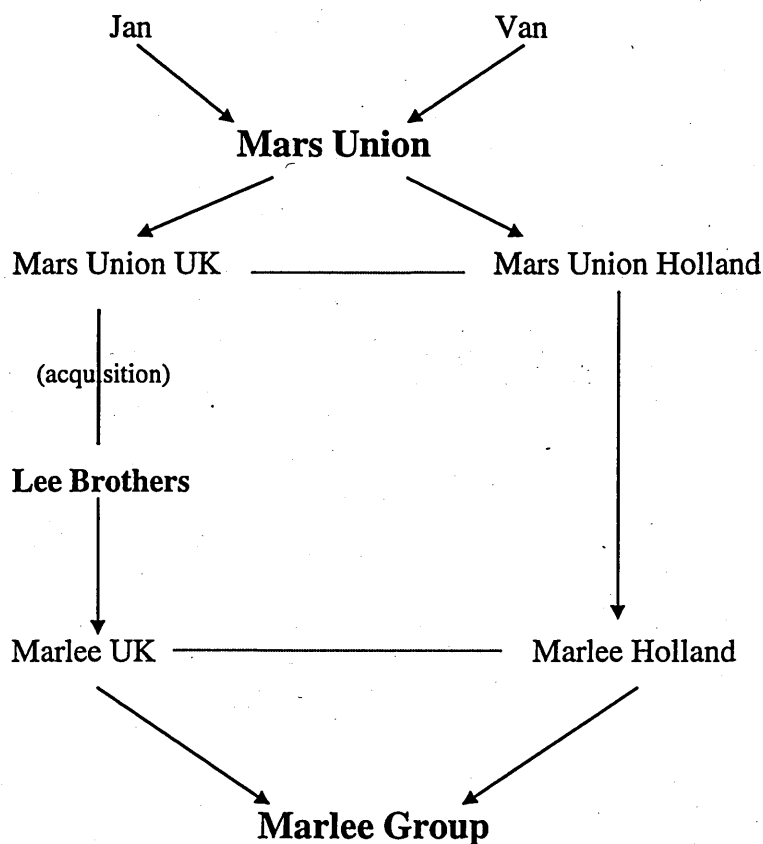 Jan Van
Mars Union
Mars Union UK Mars Union Holland
(acquisition)
Lee Brothers
Marlee UK Marlee Holland
Marlee Group